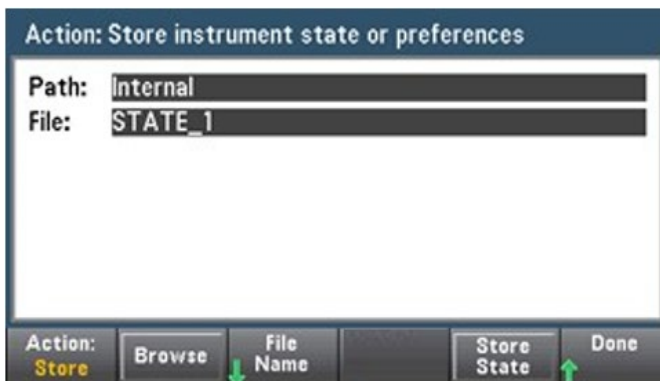 Action: Store instrument state or preferences
Path: Internal
File: STATE_1
Action:
Store
Browse
File
Name
Store
State
Done